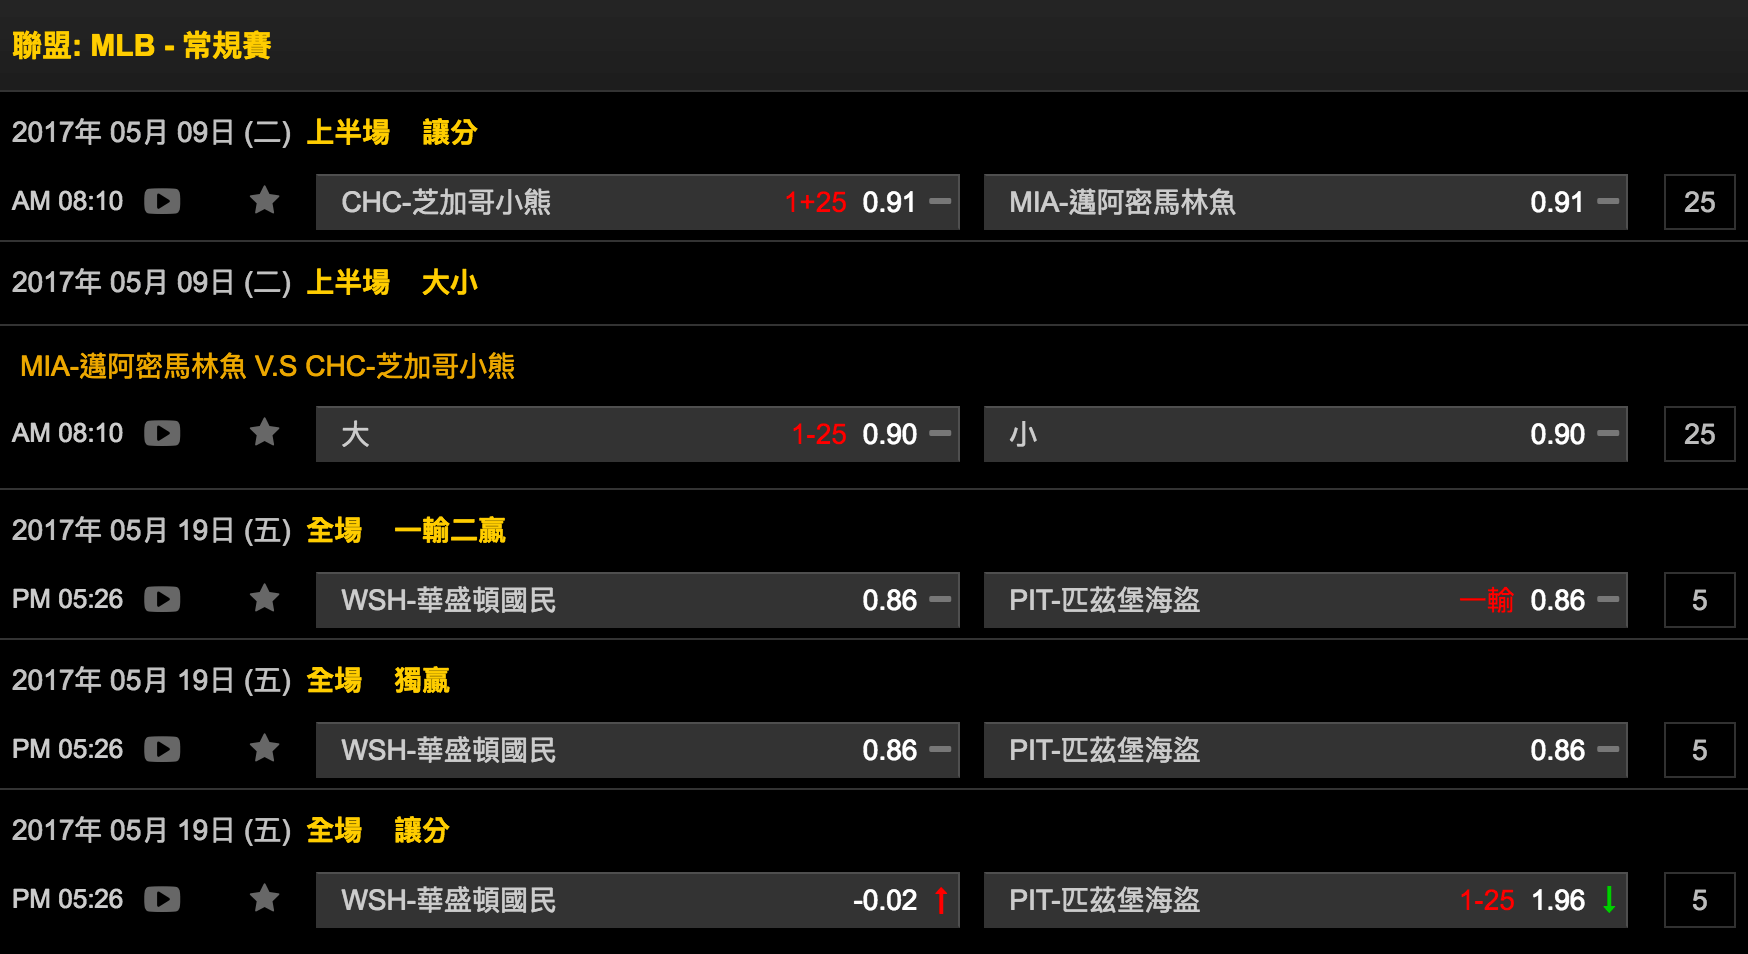 聯盟: MLB - 常規賽
2017年 05月 09日 (二) 上半場 讓分
AM 08:10 CHC-芝加哥小熊 1+25 0.91 MIA-邁阿密馬林魚 0.91 25
2017年 05月 09日 (二) 上半場 大小
MIA-邁阿密馬林魚 V.S CHC-芝加哥小熊
AM 08:10 大 1-25 0.90 小 0.90 25
2017年 05月 19日 (五) 全場 一輸二贏
PM 05:26 WSH-華盛頓國民 0.86 PIT-匹茲堡海盜 一輸 0.86 5
2017年 05月 19日 (五) 全場 獨贏
PM 05:26 WSH-華盛頓國民 0.86 PIT-匹茲堡海盜 0.86 5
2017年 05月 19日 (五) 全場 讓分
PM 05:26 WSH-華盛頓國民 -0.02 PIT-匹茲堡海盜 1-25 1.96 5